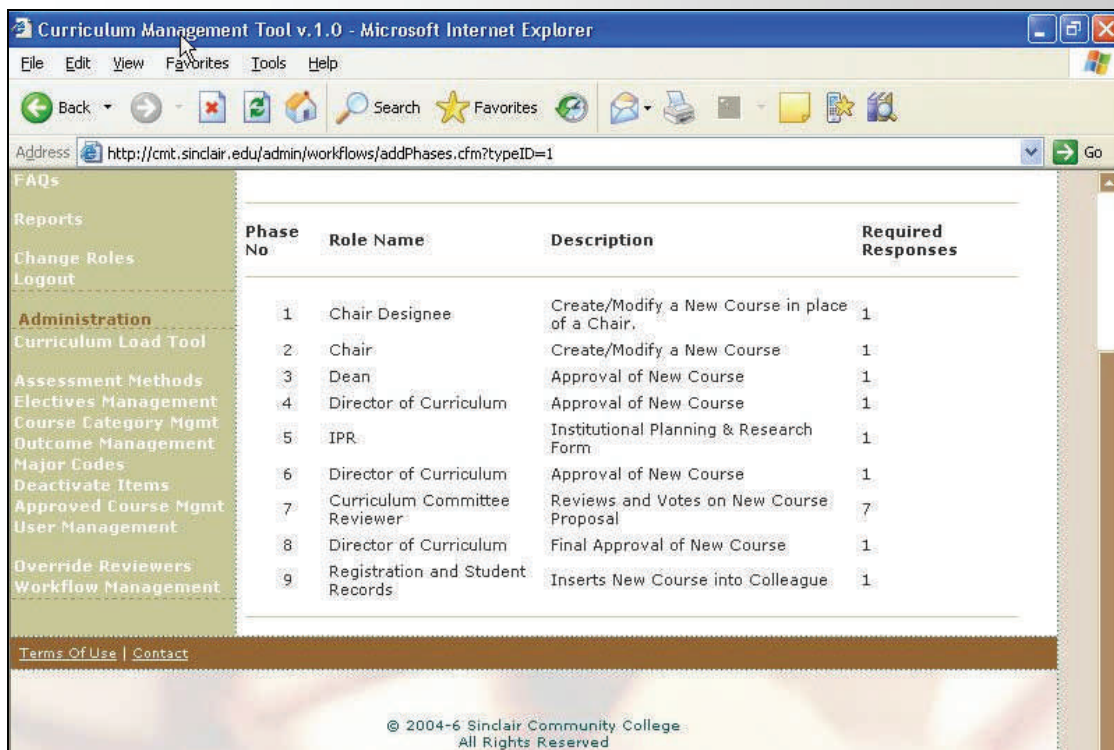 Curriculum Management Tool v.1.0 - Microsoft Internet Explorer
File Edit View Favorites Tools Help
Back Search Favorites
Address http://cmt.sinclair.edu/admin/workflows/addPhases.cfm?typeID=1 Go
FAQs
Reports
Change Roles
Logout
Administration
Curriculum Load Tool
Assessment Methods
Electives Management
Course Category Mgmt
Outcome Management
Major Codes
Deactivate Items
Approved Course Mgmt
User Management
Override Reviewers
Workflow Management
Phase No Role Name Description Required Responses
1 Chair Designee Create/Modify a New Course in place of a Chair. 1
2 Chair Create/Modify a New Course 1
3 Dean Approval of New Course 1
4 Director of Curriculum Approval of New Course 1
5 IPR Institutional Planning & Research Form 1
6 Director of Curriculum Approval of New Course 1
7 Curriculum Committee Reviewer Reviews and Votes on New Course Proposal 7
8 Director of Curriculum Final Approval of New Course 1
9 Registration and Student Records Inserts New Course into Colleague 1
Terms Of Use | Contact
© 2004-6 Sinclair Community College
All Rights Reserved